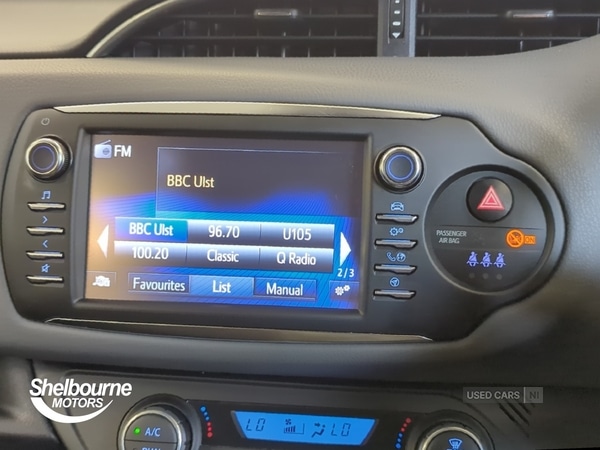 FM
BBC Ulst
BBC Ulst 96.70 U105
100.20 Classic Q Radio
2/3
Favourites List Manual
PASSENGER
AIR BAG
Shelbourne
MOTORS
USED CARS NI
A/C
LO LO